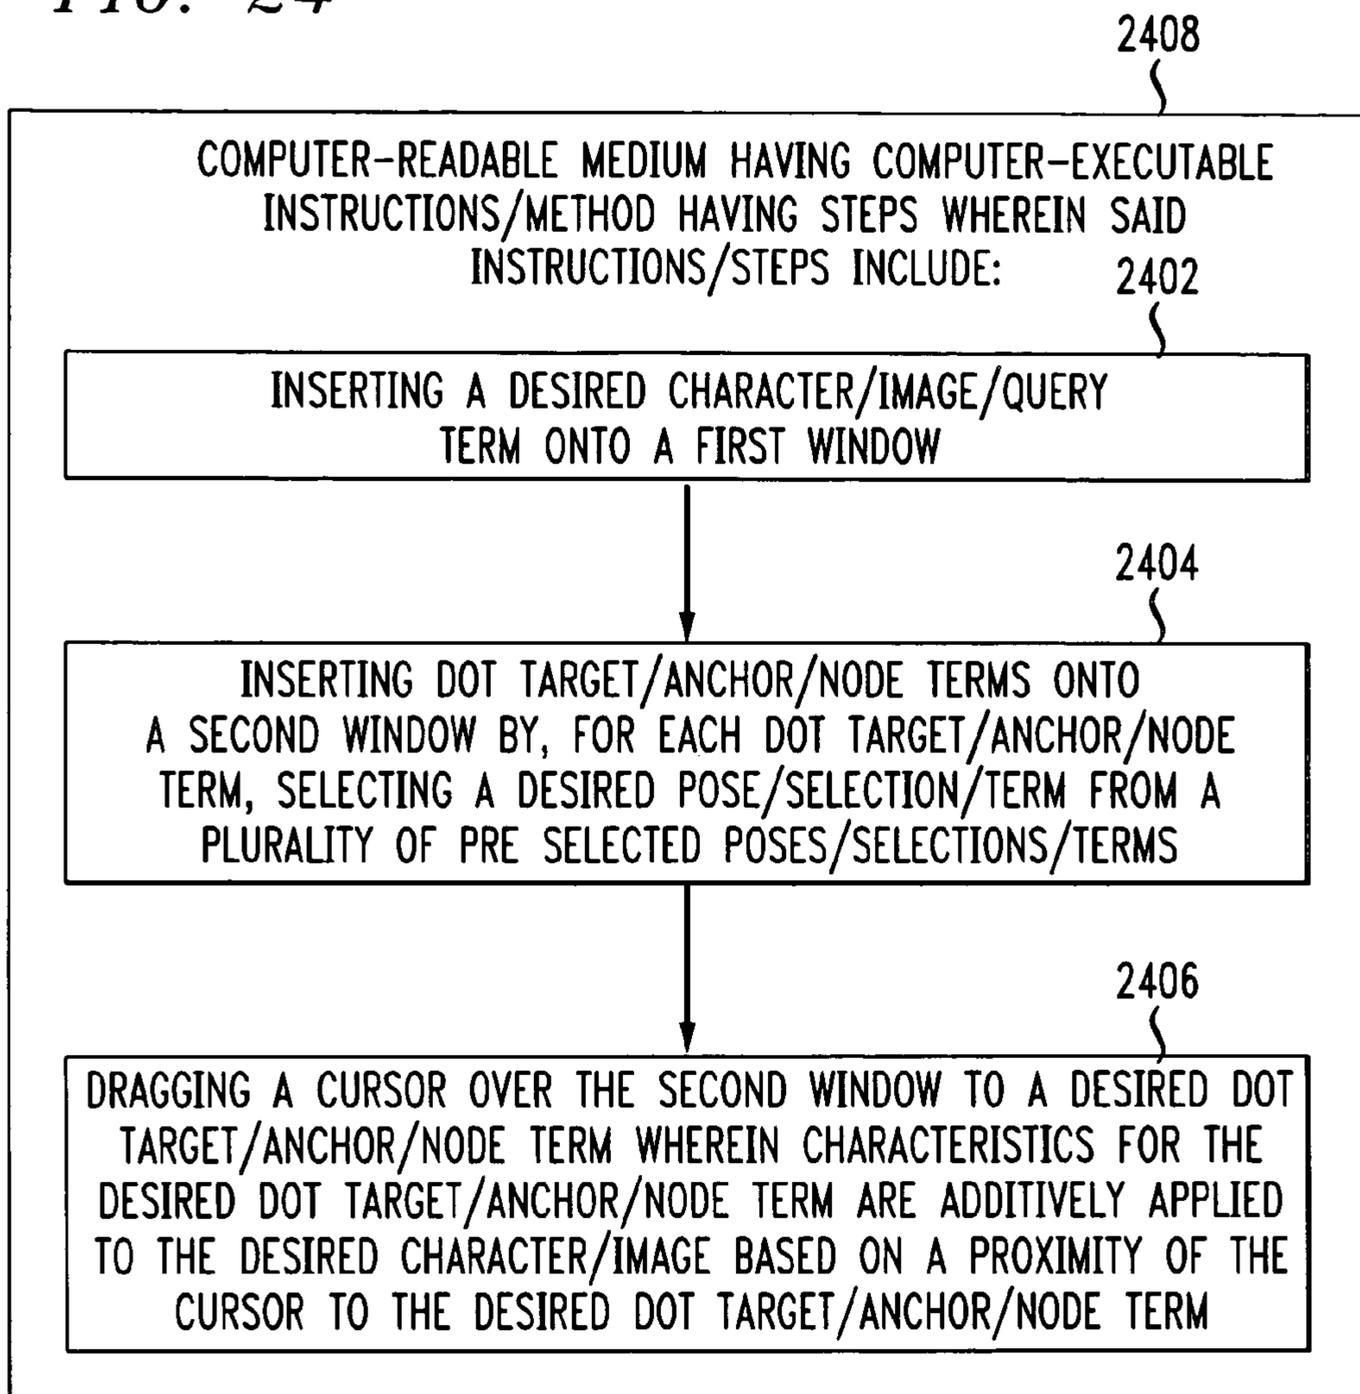 FIG. 24
2408
COMPUTER-READABLE MEDIUM HAVING COMPUTER-EXECUTABLE
INSTRUCTIONS/METHOD HAVING STEPS WHEREIN SAID
INSTRUCTIONS/STEPS INCLUDE:
2402
INSERTING A DESIRED CHARACTER/IMAGE/QUERY
TERM ONTO A FIRST WINDOW
2404
INSERTING DOT TARGET/ANCHOR/NODE TERMS ONTO
A SECOND WINDOW BY, FOR EACH DOT TARGET/ANCHOR/NODE
TERM, SELECTING A DESIRED POSE/SELECTION/TERM FROM A
PLURALITY OF PRE SELECTED POSES/SELECTIONS/TERMS
2406
DRAGGING A CURSOR OVER THE SECOND WINDOW TO A DESIRED DOT
TARGET/ANCHOR/NODE TERM WHEREIN CHARACTERISTICS FOR THE
DESIRED DOT TARGET/ANCHOR/NODE TERM ARE ADDITIVELY APPLIED
TO THE DESIRED CHARACTER/IMAGE BASED ON A PROXIMITY OF THE
CURSOR TO THE DESIRED DOT TARGET/ANCHOR/NODE TERM